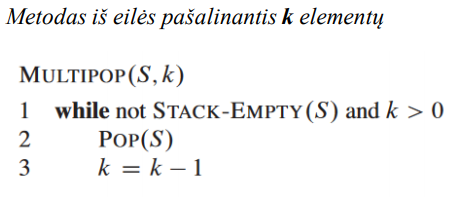 Metodas iš eilės pašalinantis k elementų
MULTIPOP(S, k)
1 while not STACK-EMPTY(S) and k > 0
2 POP(S)
3 k = k − 1